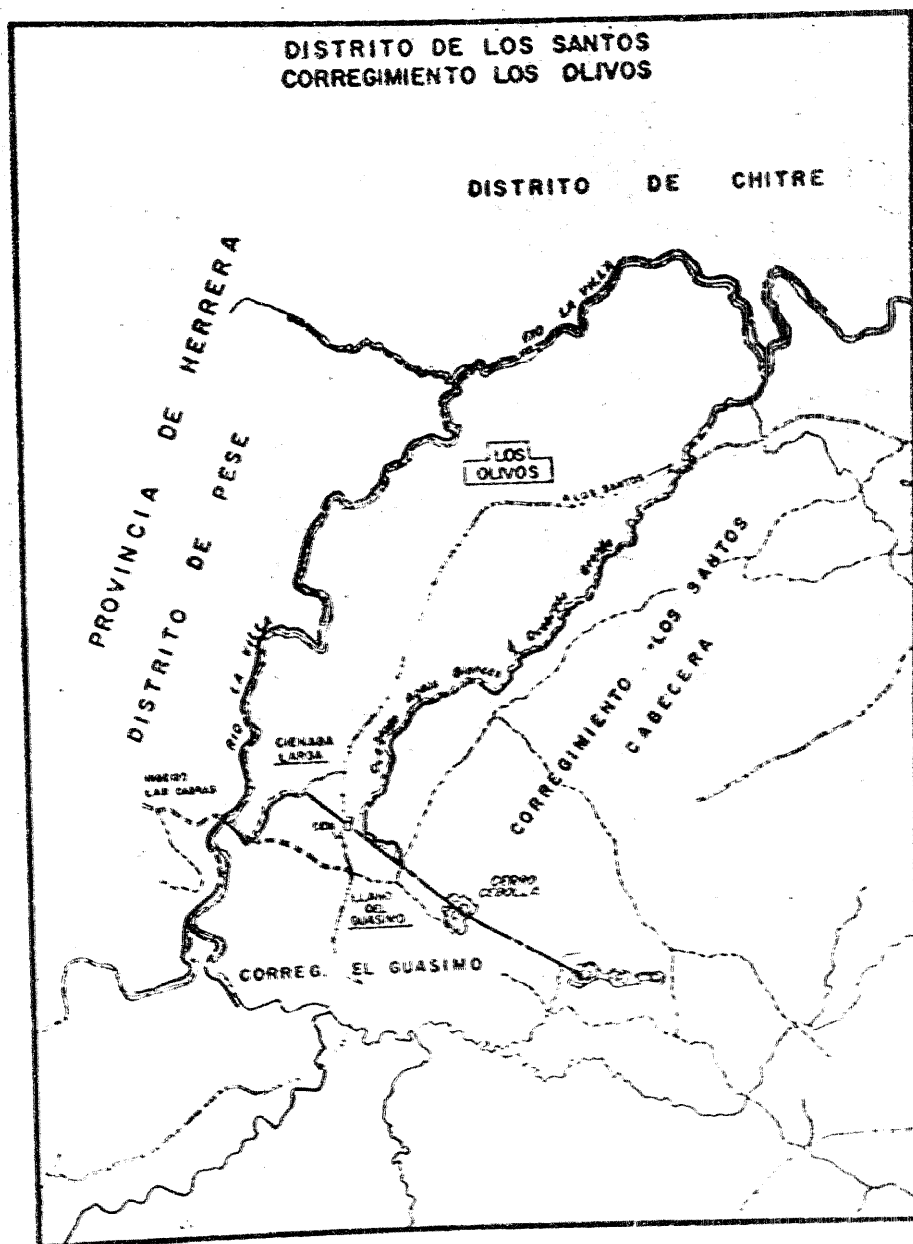 DISTRITO DE LOS SANTOS
CORREGIMIENTO LOS OLIVOS
DISTRITO DE CHITRE
PROVINCIA DE HERRERA
DISTRITO DE PESE
RIO LA VILLA
LOS
OLIVOS
A LOS SANTOS
RIO LA VILLA
CORREGIMIENTO LOS SANTOS
CABECERA
CIENAGA
LARGA
LAS CABRAS
CERRO
CEBOLLA
LLANO
DEL
GUASIMO
CORREG. EL GUASIMO